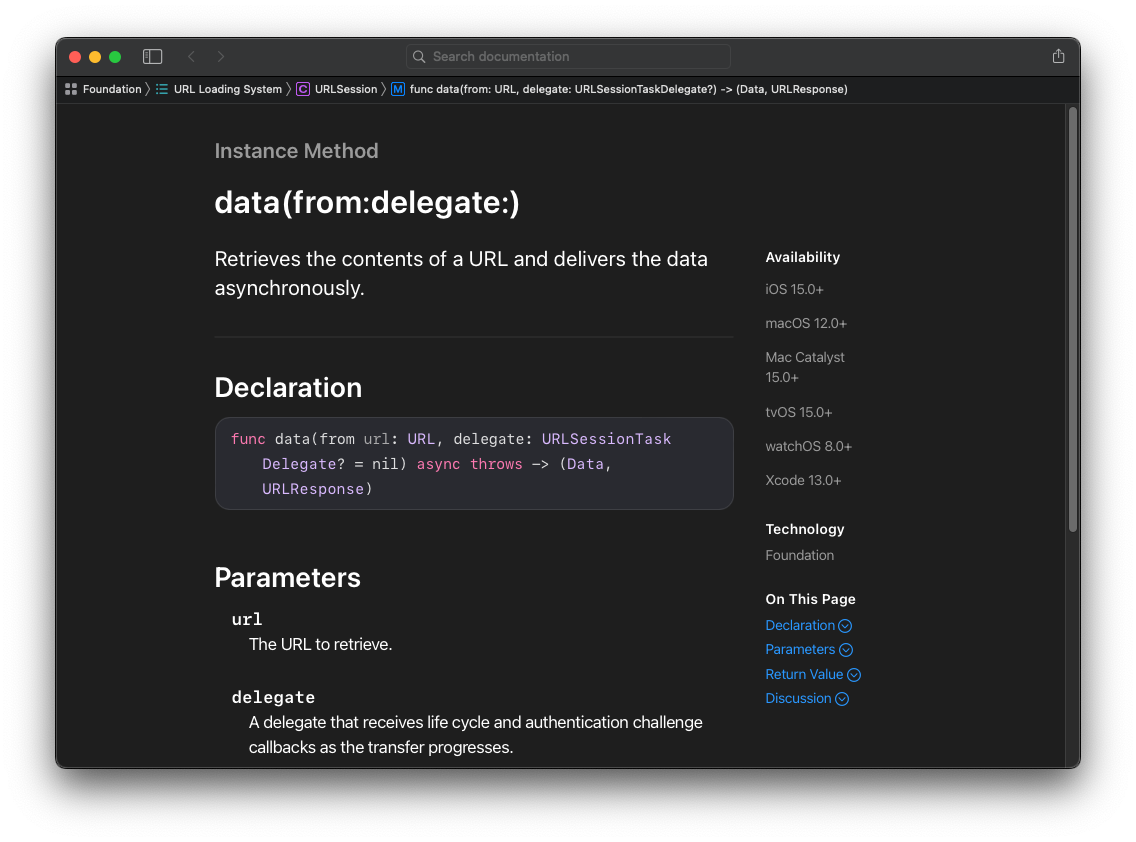 Search documentation
Foundation 〉 URL Loading System 〉 C URLSession 〉 M func data(from: URL, delegate: URLSessionTaskDelegate?) -> (Data, URLResponse)
Instance Method
data(from:delegate:)
Retrieves the contents of a URL and delivers the data
asynchronously.
Declaration
func data(from url: URL, delegate: URLSessionTask
Delegate? = nil) async throws -> (Data,
URLResponse)
Parameters
url
The URL to retrieve.
delegate
A delegate that receives life cycle and authentication challenge
callbacks as the transfer progresses.
Availability
iOS 15.0+
macOS 12.0+
Mac Catalyst
15.0+
tvOS 15.0+
watchOS 8.0+
Xcode 13.0+
Technology
Foundation
On This Page
Declaration
Parameters
Return Value
Discussion